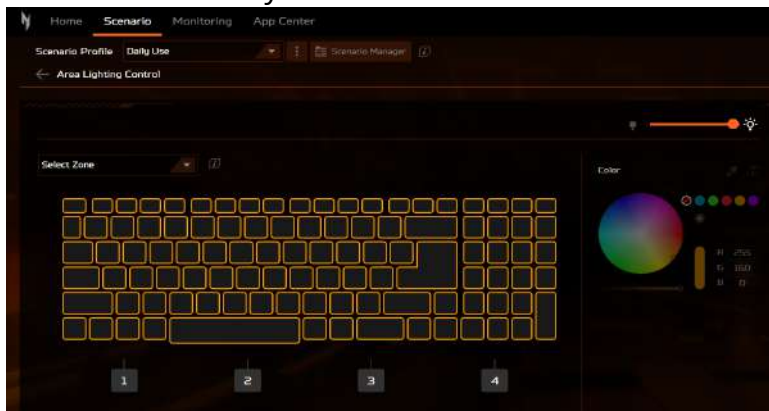 Home Scenario Monitoring App Center
Scenario Profile Daily Use Scenario Manager
Area Lighting Control
Select Zone
Color
R 255
G 160
B 0
1 2 3 4